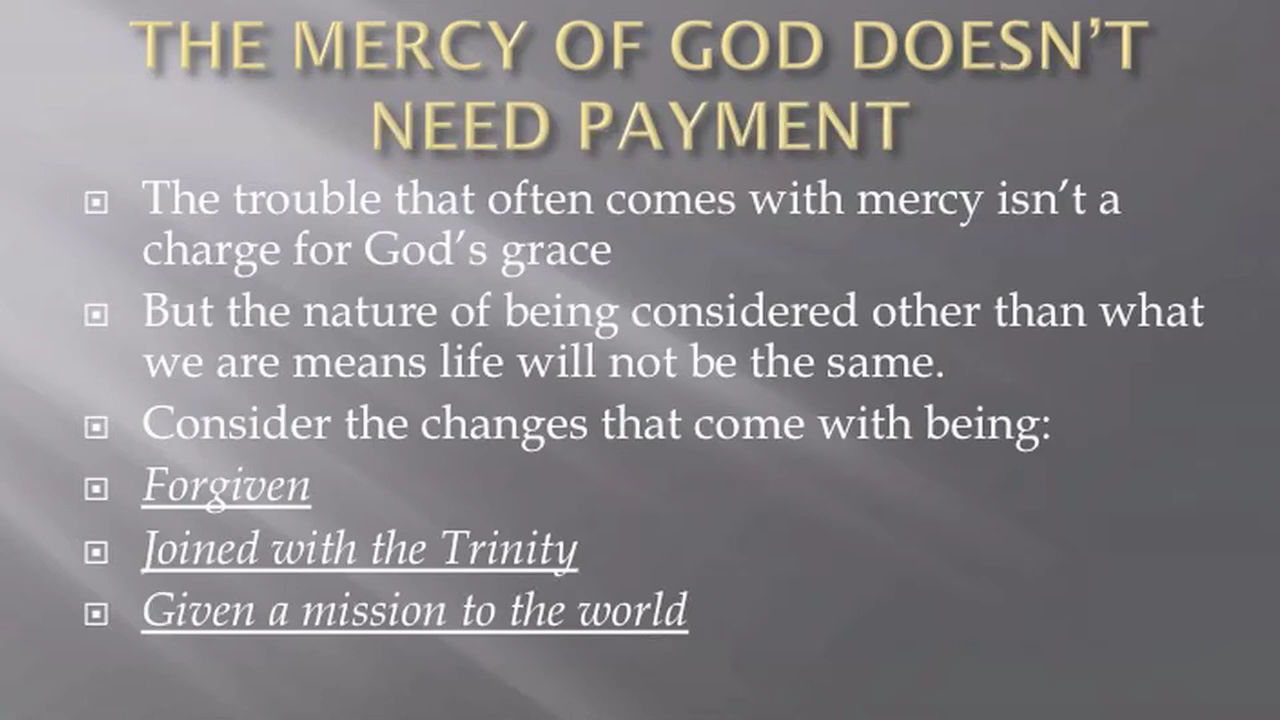 THE MERCY OF GOD DOESN’T
NEED PAYMENT
The trouble that often comes with mercy isn’t a
charge for God’s grace
But the nature of being considered other than what
we are means life will not be the same.
Consider the changes that come with being:
Forgiven
Joined with the Trinity
Given a mission to the world